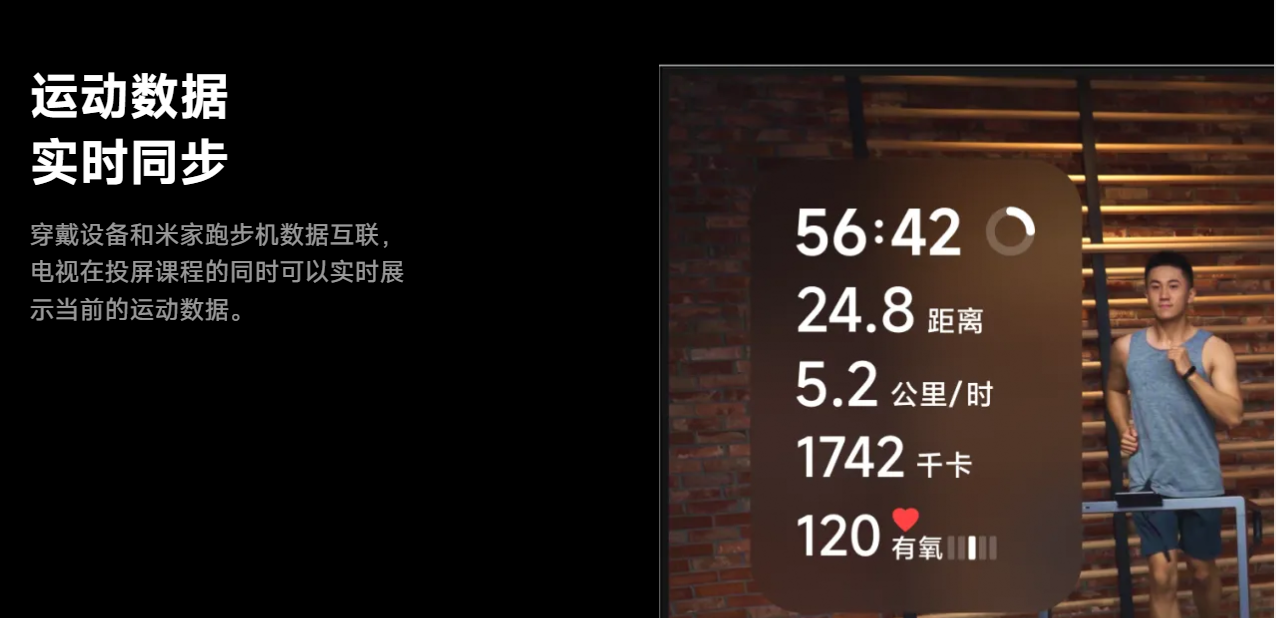 运动数据
实时同步
穿戴设备和米家跑步机数据互联，
电视在投屏课程的同时可以实时展
示当前的运动数据。
56:42
24.8 距离
5.2 公里/时
1742 千卡
120 有氧